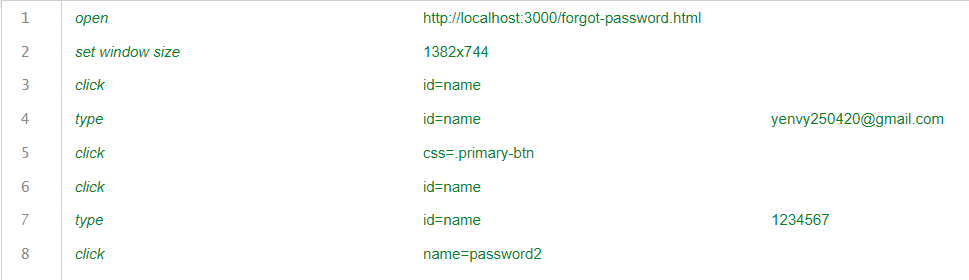 1 open http://localhost:3000/forgot-password.html
2 set window size 1382x744
3 click id=name
4 type id=name yenvy250420@gmail.com
5 click css=.primary-btn
6 click id=name
7 type id=name 1234567
8 click name=password2